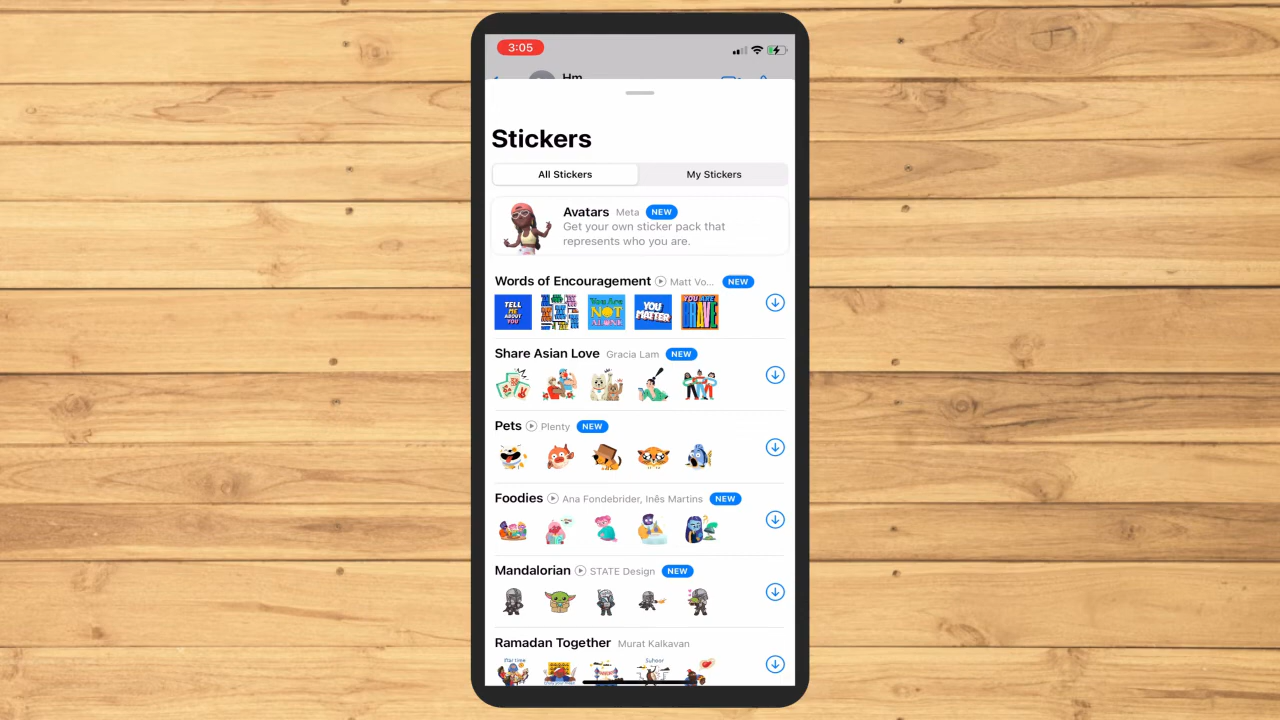 3:05
Hm
Stickers
All Stickers
My Stickers
Avatars Meta NEW
Get your own sticker pack that
represents who you are.
Words of Encouragement Matt Vo... NEW
TELL
ME
ABOUT
YOU
You Are
NOT
ALONE
YOU
MATTER
YOU ARE
BRAVE
Share Asian Love Gracia Lam NEW
Pets Plenty NEW
Foodies Ana Fondebrider, Inês Martins NEW
Mandalorian STATE Design NEW
Ramadan Together Murat Kalkavan
Iftar time
Suhoor